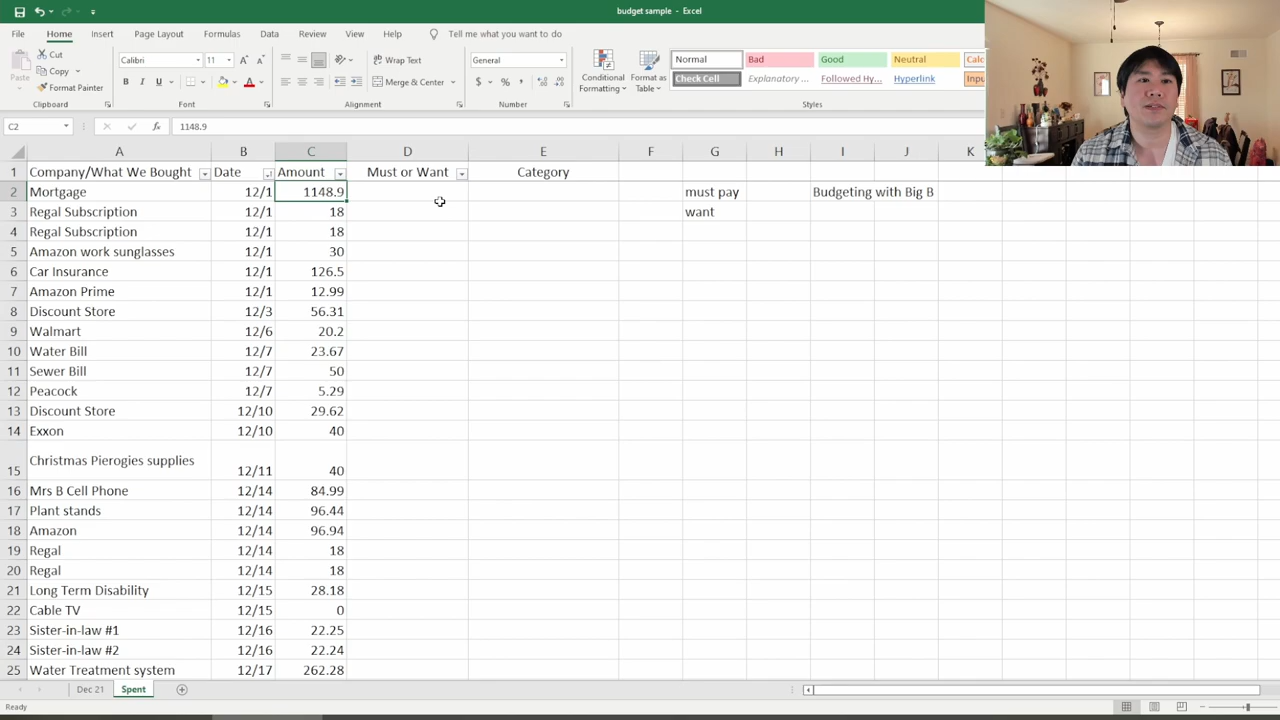 budget sample - Excel
File Home Insert Page Layout Formulas Data Review View Help Tell me what you want to do
Paste
Cut
Copy
Format Painter
Clipboard
Calibri 11
B I U
Font
Wrap Text
Merge & Center
Alignment
General
$ % ,
Number
Conditional Formatting
Format as Table
Normal Bad Good Neutral
Check Cell Explanatory ... Followed Hy... Hyperlink
Styles
C2 fx 1148.9
A B C D E F G H I J K
1 Company/What We Bought Date Amount Must or Want Category
2 Mortgage 12/1 1148.9 must pay Budgeting with Big B
3 Regal Subscription 12/1 18 want
4 Regal Subscription 12/1 18
5 Amazon work sunglasses 12/1 30
6 Car Insurance 12/1 126.5
7 Amazon Prime 12/1 12.99
8 Discount Store 12/3 56.31
9 Walmart 12/6 20.2
10 Water Bill 12/7 23.67
11 Sewer Bill 12/7 50
12 Peacock 12/7 5.29
13 Discount Store 12/10 29.62
14 Exxon 12/10 40
15 Christmas Pierogies supplies 12/11 40
16 Mrs B Cell Phone 12/14 84.99
17 Plant stands 12/14 96.44
18 Amazon 12/14 96.94
19 Regal 12/14 18
20 Regal 12/14 18
21 Long Term Disability 12/15 28.18
22 Cable TV 12/15 0
23 Sister-in-law #1 12/16 22.25
24 Sister-in-law #2 12/16 22.24
25 Water Treatment system 12/17 262.28
Dec 21 Spent
Ready